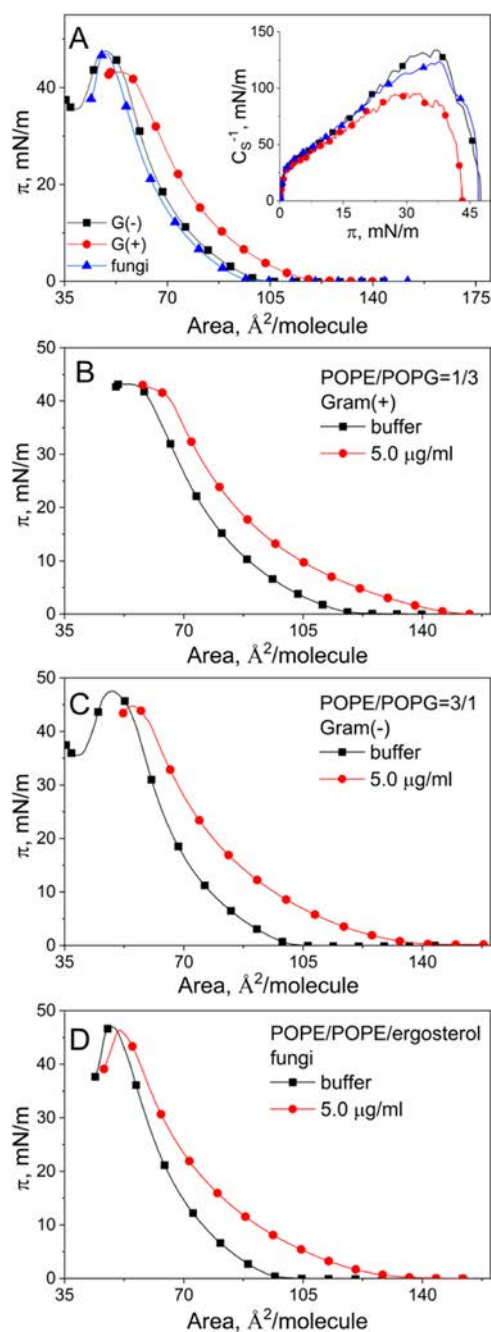 A
π, mN/m
40
20
0
G(-)
G(+)
fungi
35 70 105 140 175
Area, Å²/molecule
C_S⁻¹, mN/m
150
100
50
0
0 15 30 45
π, mN/m
B
POPE/POPG=1/3
Gram(+)
buffer
5.0 μg/ml
π, mN/m
50
40
30
20
10
0
35 70 105 140
Area, Å²/molecule
C
POPE/POPG=3/1
Gram(-)
buffer
5.0 μg/ml
π, mN/m
50
40
30
20
10
0
35 70 105 140
Area, Å²/molecule
D
POPE/POPE/ergosterol
fungi
buffer
5.0 μg/ml
π, mN/m
50
40
30
20
10
0
35 70 105 140
Area, Å²/molecule